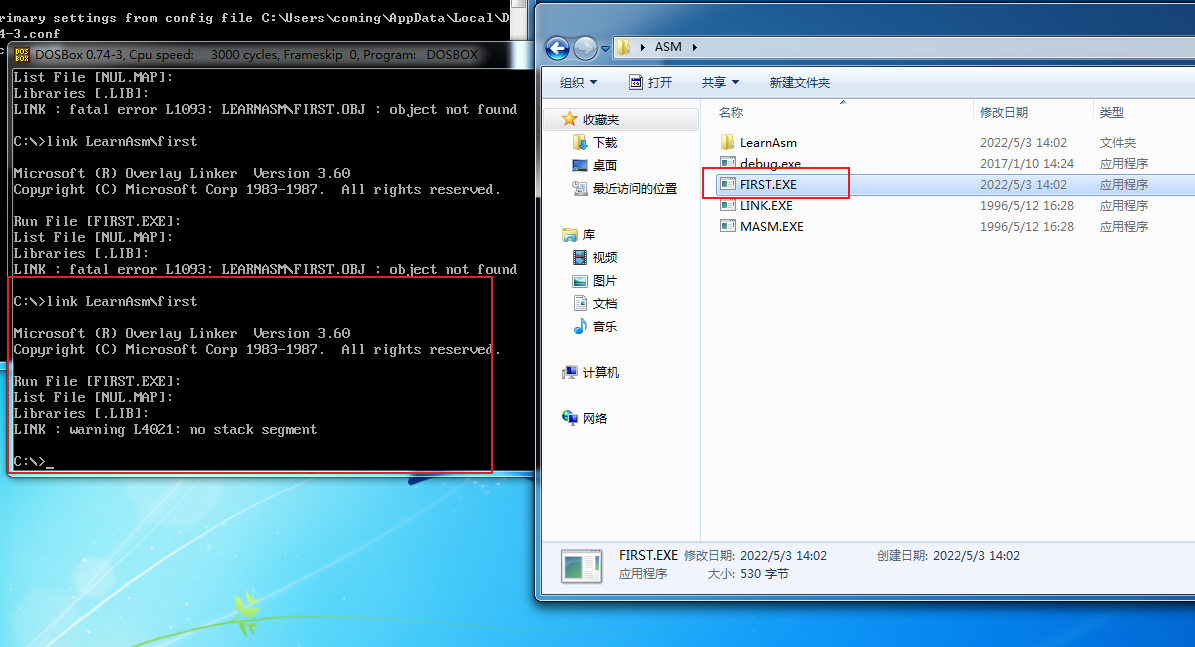 rimary settings from config file C:\Users\coming\AppData\Local\D
4-3.conf
DOSBox 0.74-3, Cpu speed: 3000 cycles, Frameskip 0, Program: DOSBOX
List File [NUL.MAP]:
Libraries [.LIB]:
LINK : fatal error L1093: LEARNASM\FIRST.OBJ : object not found
C:\>link LearnAsm\first
Microsoft (R) Overlay Linker Version 3.60
Copyright (C) Microsoft Corp 1983-1987. All rights reserved.
Run File [FIRST.EXE]:
List File [NUL.MAP]:
Libraries [.LIB]:
LINK : fatal error L1093: LEARNASM\FIRST.OBJ : object not found
C:\>link LearnAsm\first
Microsoft (R) Overlay Linker Version 3.60
Copyright (C) Microsoft Corp 1983-1987. All rights reserved.
Run File [FIRST.EXE]:
List File [NUL.MAP]:
Libraries [.LIB]:
LINK : warning L4021: no stack segment
C:\>_
ASM
组织 打开 共享 新建文件夹
收藏夹
下载
桌面
最近访问的位置
库
视频
图片
文档
音乐
计算机
网络
名称 修改日期 类型
LearnAsm 2022/5/3 14:02 文件夹
debug.exe 2017/1/10 14:24 应用程序
FIRST.EXE 2022/5/3 14:02 应用程序
LINK.EXE 1996/5/12 16:28 应用程序
MASM.EXE 1996/5/12 16:28 应用程序
FIRST.EXE 修改日期: 2022/5/3 14:02 创建日期: 2022/5/3 14:02
应用程序 大小: 530 字节